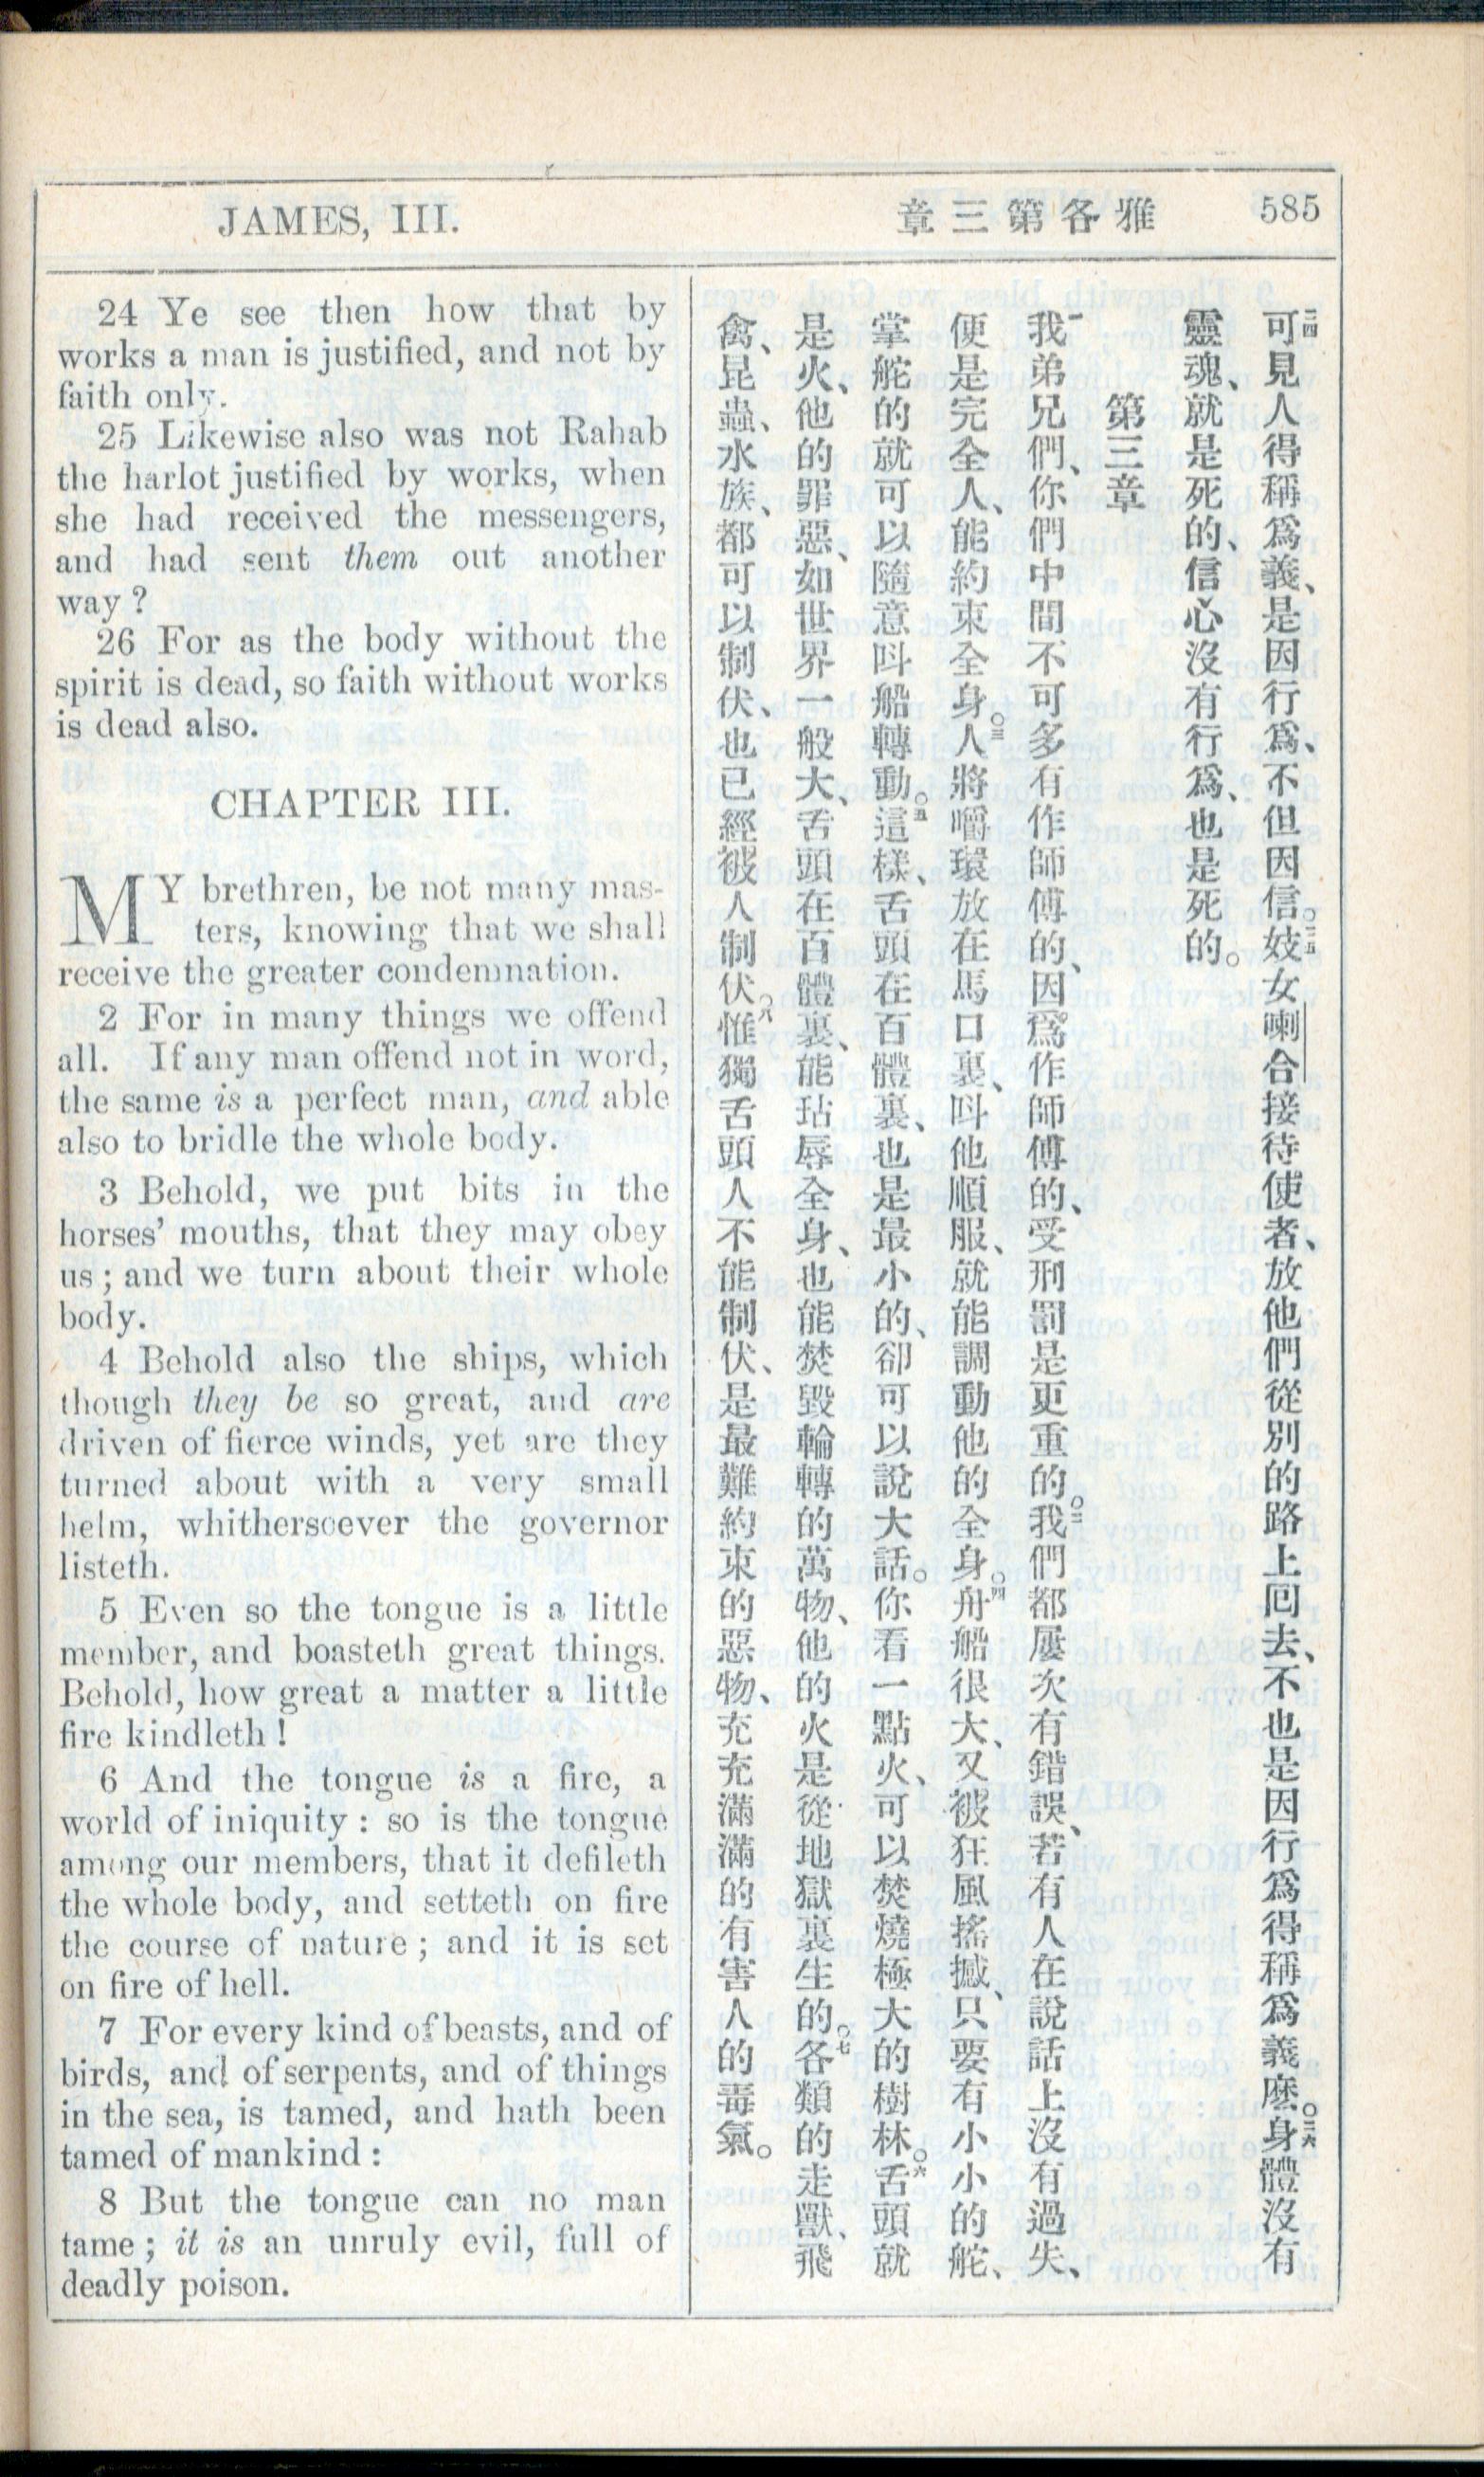 JAMES, III.
雅各第三章
585
24 Ye see then how that by
works a man is justified, and not by
faith only.
25 Likewise also was not Rahab
the harlot justified by works, when
she had received the messengers,
and had sent them out another
way ?
26 For as the body without the
spirit is dead, so faith without works
is dead also.
CHAPTER III.
MY brethren, be not many mas-
ters, knowing that we shall
receive the greater condemnation.
2 For in many things we offend
all. If any man offend not in word,
the same is a perfect man, and able
also to bridle the whole body.
3 Behold, we put bits in the
horses' mouths, that they may obey
us ; and we turn about their whole
body.
4 Behold also the ships, which
though they be so great, and are
driven of fierce winds, yet are they
turned about with a very small
helm, whithersoever the governor
listeth.
5 Even so the tongue is a little
member, and boasteth great things.
Behold, how great a matter a little
fire kindleth !
6 And the tongue is a fire, a
world of iniquity : so is the tongue
among our members, that it defileth
the whole body, and setteth on fire
the course of nature ; and it is set
on fire of hell.
7 For every kind of beasts, and of
birds, and of serpents, and of things
in the sea, is tamed, and hath been
tamed of mankind :
8 But the tongue can no man
tame ; it is an unruly evil, full of
deadly poison.
二四可見人得稱爲義、是因行爲、不但因信。二五妓女喇合接待使者、放他們從別的路上囘去、不也是因行爲得稱爲義麽。二六身體沒有
靈魂、就是死的、信心沒有行爲、也是死的。
第三章
一我弟兄們、你們中間不可多有作師傅的、因爲作師傅的、受刑罰是更重的。二我們都屢次有錯誤、若有人在說話上沒有過失、
便是完全人、能約束全身。三人將嚼環放在馬口裏、呌他順服、就能調動他的全身。四舟船很大、又被狂風搖撼、只要有小小的舵、
掌舵的就可以隨意呌船轉動。五這樣、舌頭在百體裏、也是最小的、卻可以說大話。你看一點火、可以焚燒極大的樹林。六舌頭就
是火、他的罪惡、如世界一般大、舌頭在百體裏、能玷辱全身、也能焚毀輪轉的萬物、他的火是從地獄裏生的。七各類的走獸、飛
禽、昆蟲、水族、都可以制伏、也已經被人制伏。八惟獨舌頭人不能制伏、是最難約束的惡物、充充滿滿的有害人的毒氣。